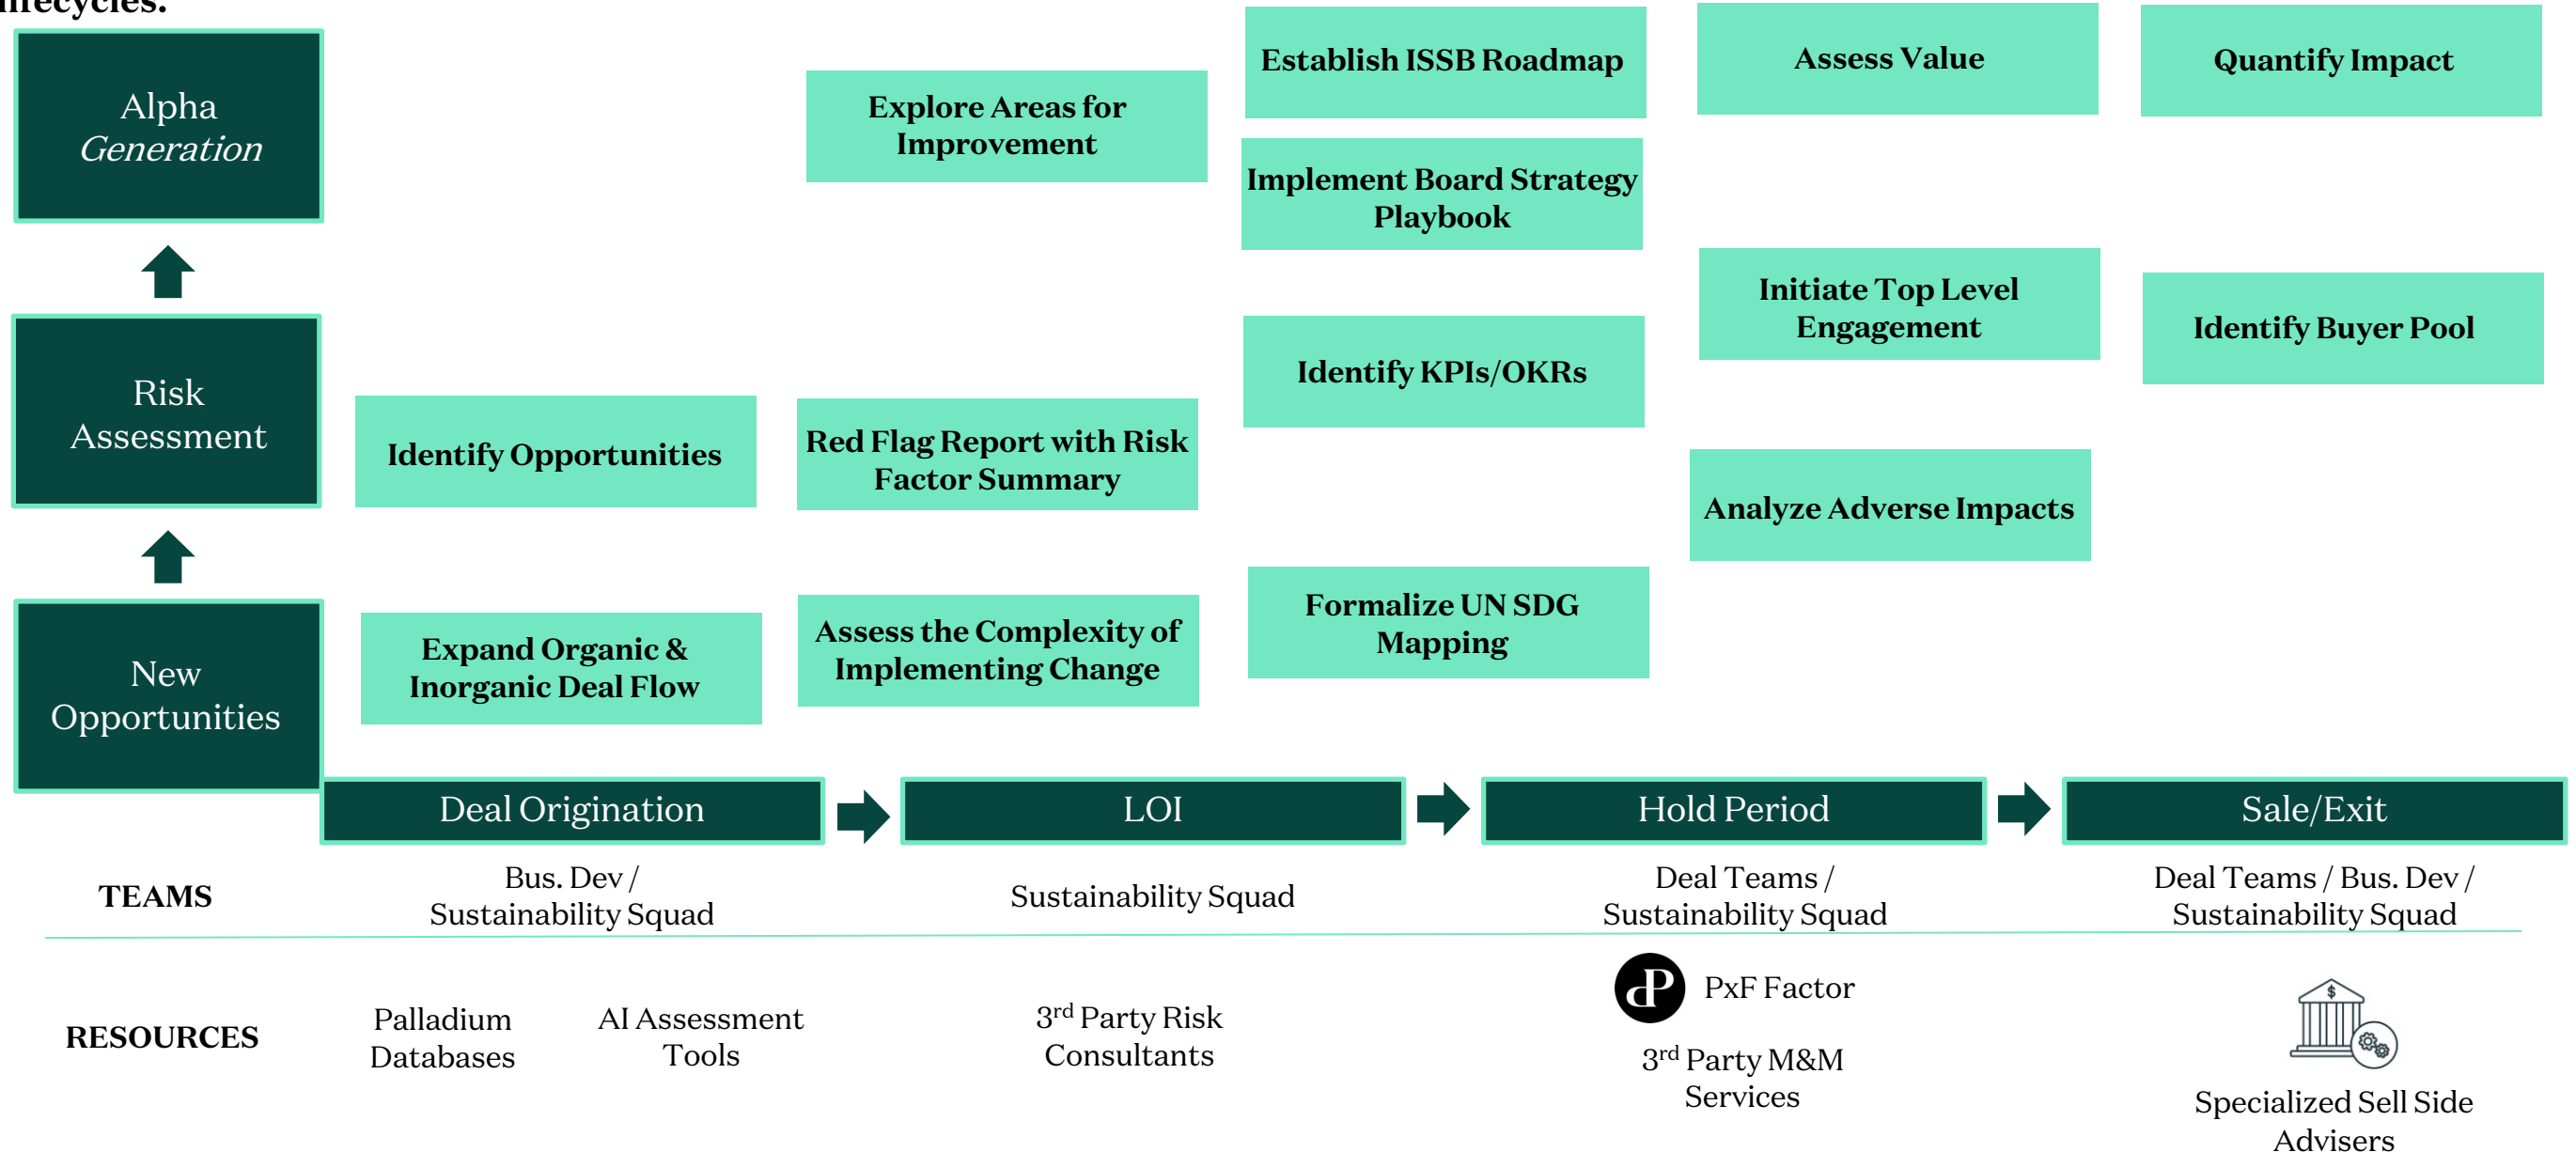 lifecycles.
Alpha
Generation
Risk
Assessment
New
Opportunities
Identify Opportunities
Expand Organic &
Inorganic Deal Flow
Explore Areas for
Improvement
Red Flag Report with Risk
Factor Summary
Assess the Complexity of
Implementing Change
Establish ISSB Roadmap
Implement Board Strategy
Playbook
Identify KPIs/OKRs
Formalize UN SDG
Mapping
Assess Value
Initiate Top Level
Engagement
Analyze Adverse Impacts
Quantify Impact
Identify Buyer Pool
Deal Origination
LOI
Hold Period
Sale/Exit
TEAMS
Bus. Dev /
Sustainability Squad
Sustainability Squad
Deal Teams /
Sustainability Squad
Deal Teams / Bus. Dev /
Sustainability Squad
RESOURCES
Palladium
Databases
AI Assessment
Tools
3rd Party Risk
Consultants
PxF Factor
3rd Party M&M
Services
$
Specialized Sell Side
Advisers